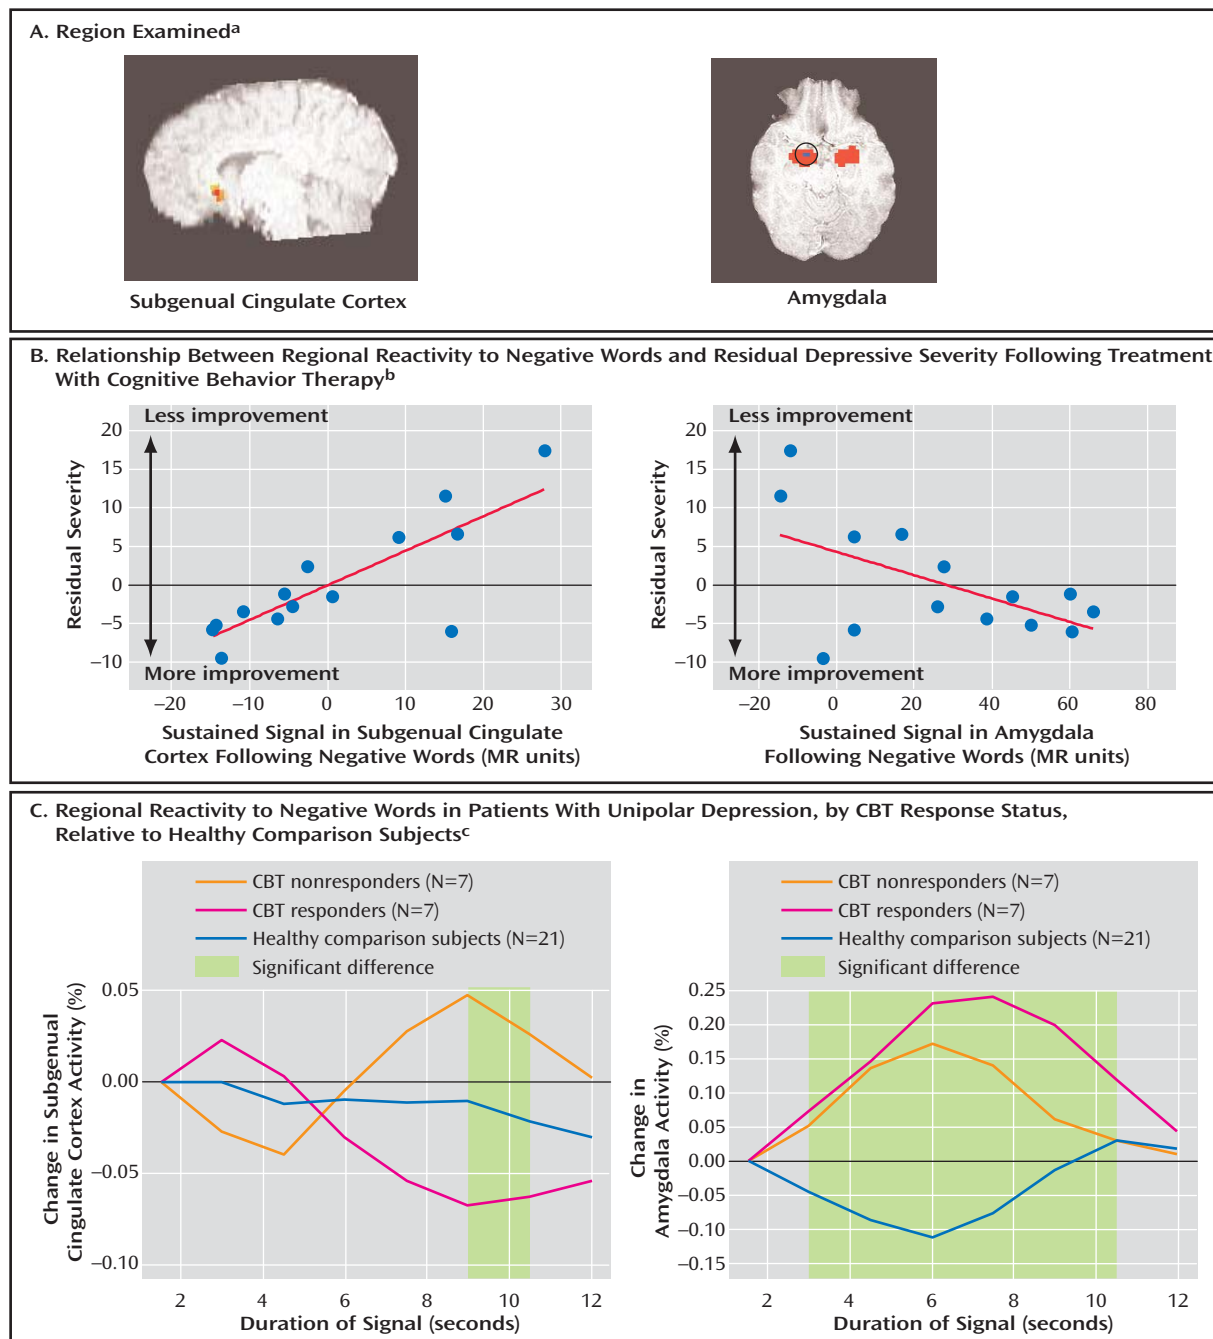 A. Region Examinedª
Subgenual Cingulate Cortex
Amygdala
B. Relationship Between Regional Reactivity to Negative Words and Residual Depressive Severity Following Treatment
With Cognitive Behavior Therapyᵇ
Less improvement
20
15
10
5
0
−5
−10
Residual Severity
More improvement
−20 −10 0 10 20 30
Sustained Signal in Subgenual Cingulate
Cortex Following Negative Words (MR units)
Less improvement
20
15
10
5
0
−5
−10
Residual Severity
More improvement
−20 0 20 40 60 80
Sustained Signal in Amygdala
Following Negative Words (MR units)
C. Regional Reactivity to Negative Words in Patients With Unipolar Depression, by CBT Response Status,
Relative to Healthy Comparison Subjectsᶜ
CBT nonresponders (N=7)
CBT responders (N=7)
Healthy comparison subjects (N=21)
Significant difference
0.05
0.00
−0.05
−0.10
Change in Subgenual
Cingulate Cortex Activity (%)
2 4 6 8 10 12
Duration of Signal (seconds)
CBT nonresponders (N=7)
CBT responders (N=7)
Healthy comparison subjects (N=21)
Significant difference
0.25
0.20
0.15
0.10
0.05
0.00
−0.05
−0.10
−0.15
Change in
Amygdala Activity (%)
2 4 6 8 10 12
Duration of Signal (seconds)